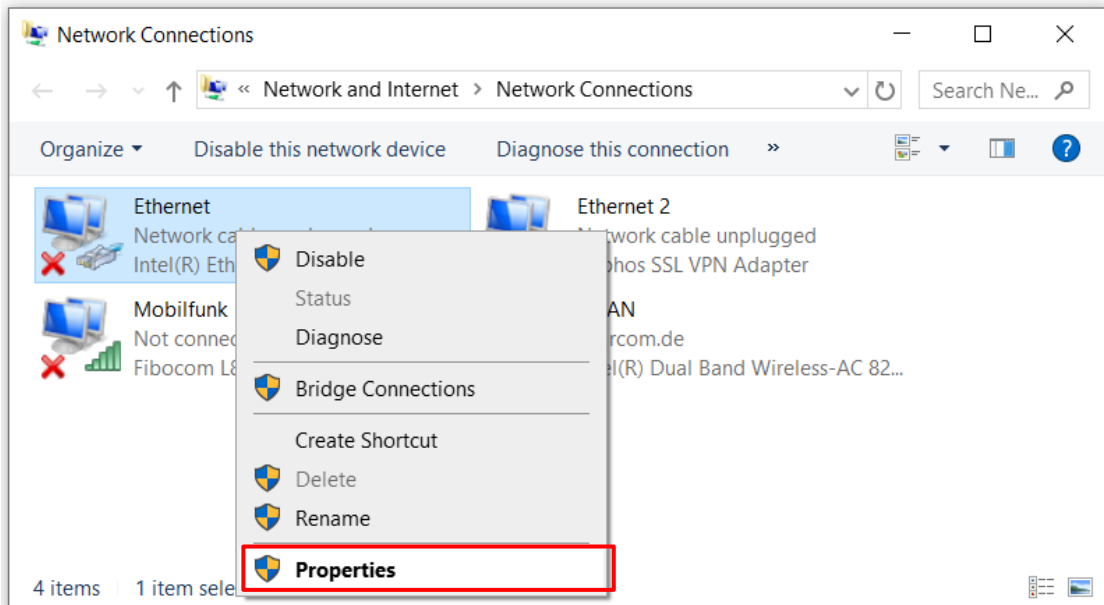 Network Connections
« Network and Internet > Network Connections
Search Ne...
Organize
Disable this network device
Diagnose this connection
»
?
Ethernet
Network
Intel(R) Eth
Ethernet 2
work cable unplugged
phos SSL VPN Adapter
Mobilfunk
Not connec
Fibocom L8
AN
rcom.de
el(R) Dual Band Wireless-AC 82...
Disable
Status
Diagnose
Bridge Connections
Create Shortcut
Delete
Rename
Properties
4 items
1 item sele